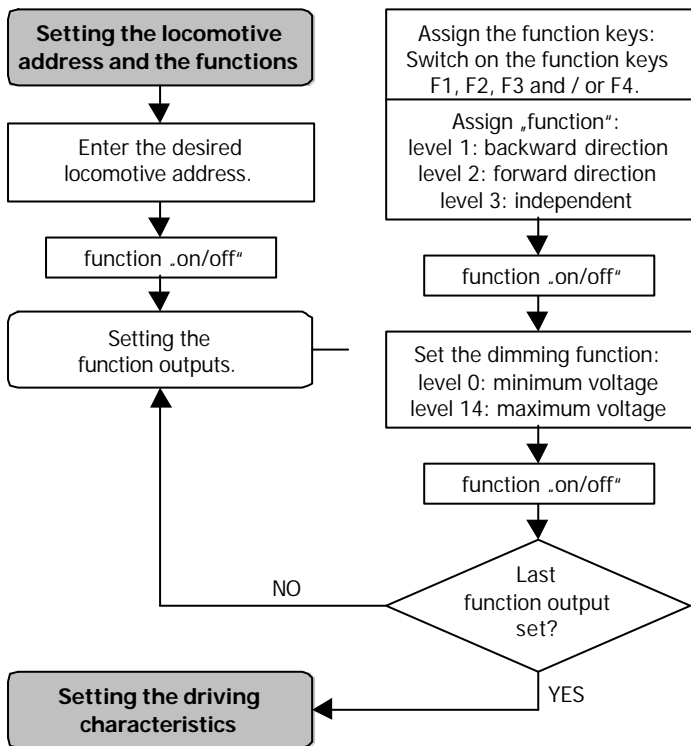 Setting the locomotive
address and the functions
Enter the desired
locomotive address.
function „on/off“
Setting the
function outputs.
Assign the function keys:
Switch on the function keys
F1, F2, F3 and / or F4.
Assign „function“:
level 1: backward direction
level 2: forward direction
level 3: independent
function „on/off“
Set the dimming function:
level 0: minimum voltage
level 14: maximum voltage
function „on/off“
Last
function output
set?
NO
YES
Setting the driving
characteristics